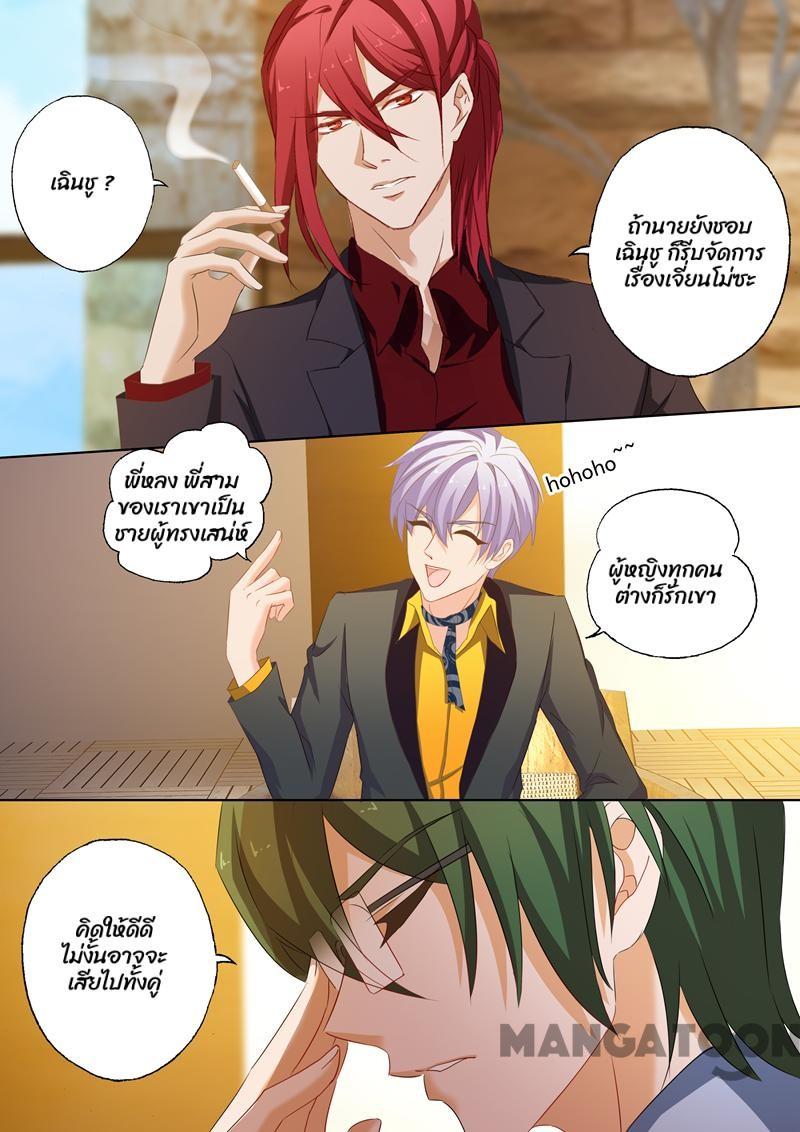 เฉินชู ?
ถ้านายยังชอบ
เฉินชู ก็รีบจัดการ
เรื่องเจี่ยนโม่ซะ
พี่หลง พี่สาม
ของเราเขาเป็น
ชายผู้ทรงเสน่ห์
hohoho~~
ผู้หญิงทุกคน
ต่างก็รักเขา
คิดให้ดีดี
ไม่งั้นอาจจะ
เสียไปทั้งคู่
MANGATOON